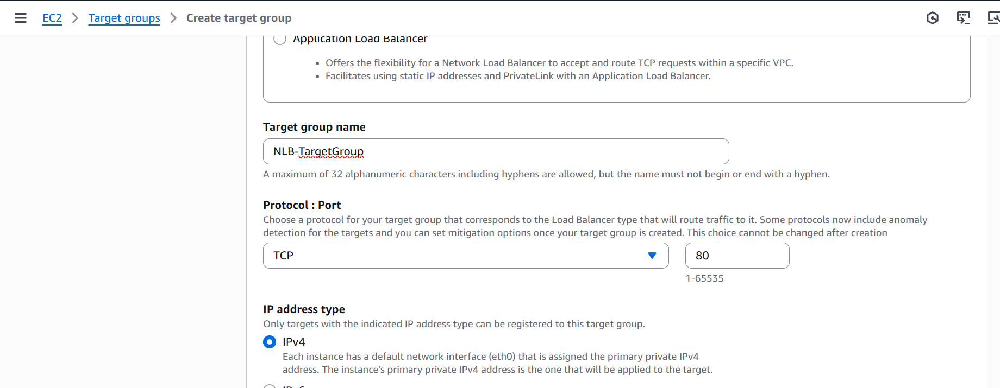 EC2 > Target groups > Create target group
Application Load Balancer
• Offers the flexibility for a Network Load Balancer to accept and route TCP requests within a specific VPC.
• Facilitates using static IP addresses and PrivateLink with an Application Load Balancer.
Target group name
NLB-TargetGroup
A maximum of 32 alphanumeric characters including hyphens are allowed, but the name must not begin or end with a hyphen.
Protocol : Port
Choose a protocol for your target group that corresponds to the Load Balancer type that will route traffic to it. Some protocols now include anomaly
detection for the targets and you can set mitigation options once your target group is created. This choice cannot be changed after creation
TCP 80
1-65535
IP address type
Only targets with the indicated IP address type can be registered to this target group.
IPv4
Each instance has a default network interface (eth0) that is assigned the primary private IPv4
address. The instance's primary private IPv4 address is the one that will be applied to the target.